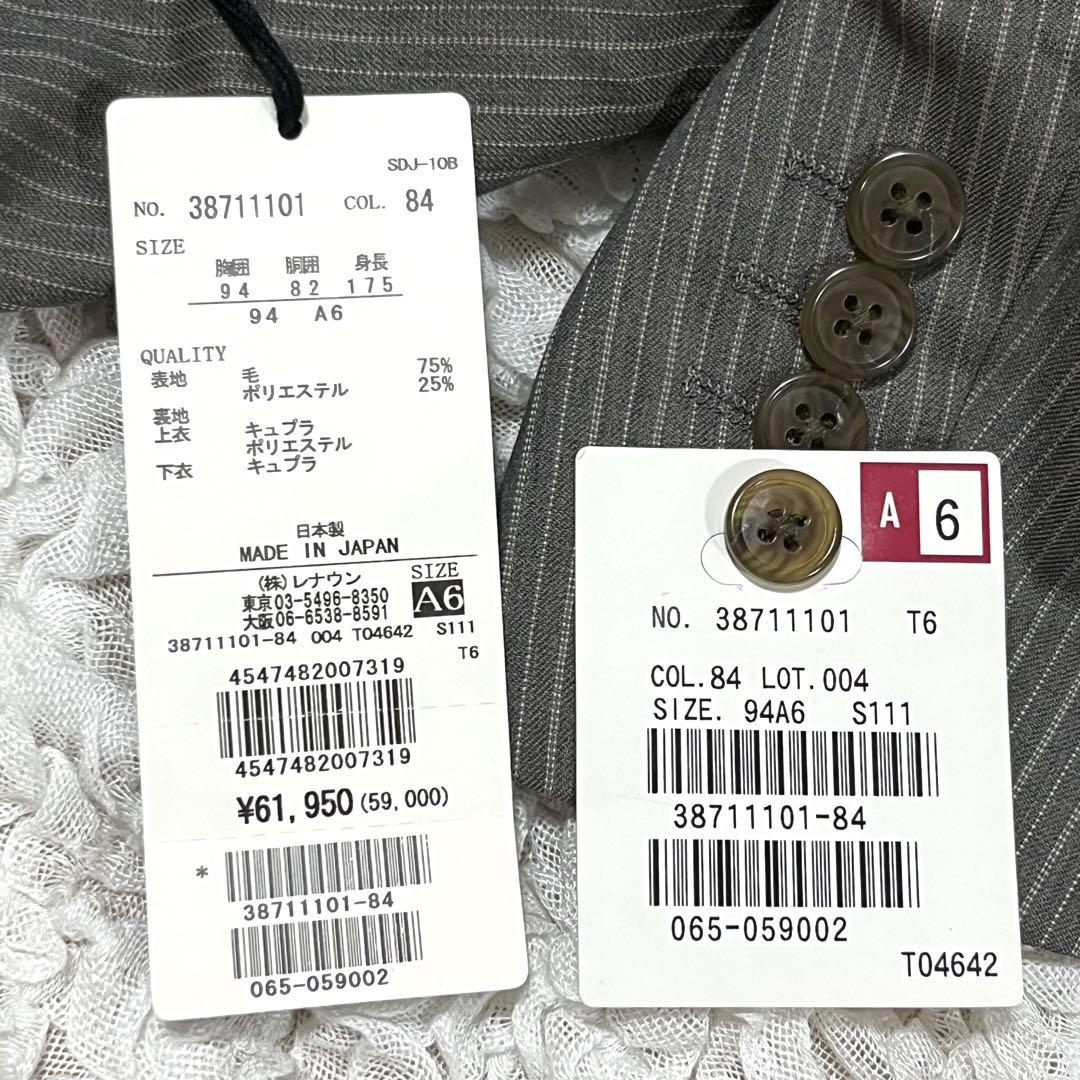 SDJ-10B
NO. 38711101 COL. 84
SIZE
胸囲 胴囲 身長
94 82 175
94 A6
QUALITY
表地 毛 75%
ポリエステル 25%
裏地
上衣 キュプラ
ポリエステル
下衣 キュプラ
日本製
MADE IN JAPAN
(株)レナウン
東京03-5496-8350
大阪06-6538-8591
SIZE
A6
38711101-84 004 T04642 S111
T6
4547482007319
4547482007319
¥61,950(59,000)
*
38711101-84
065-059002
A 6
NO. 38711101 T6
COL.84 LOT.004
SIZE. 94A6 S111
38711101-84
065-059002
T04642